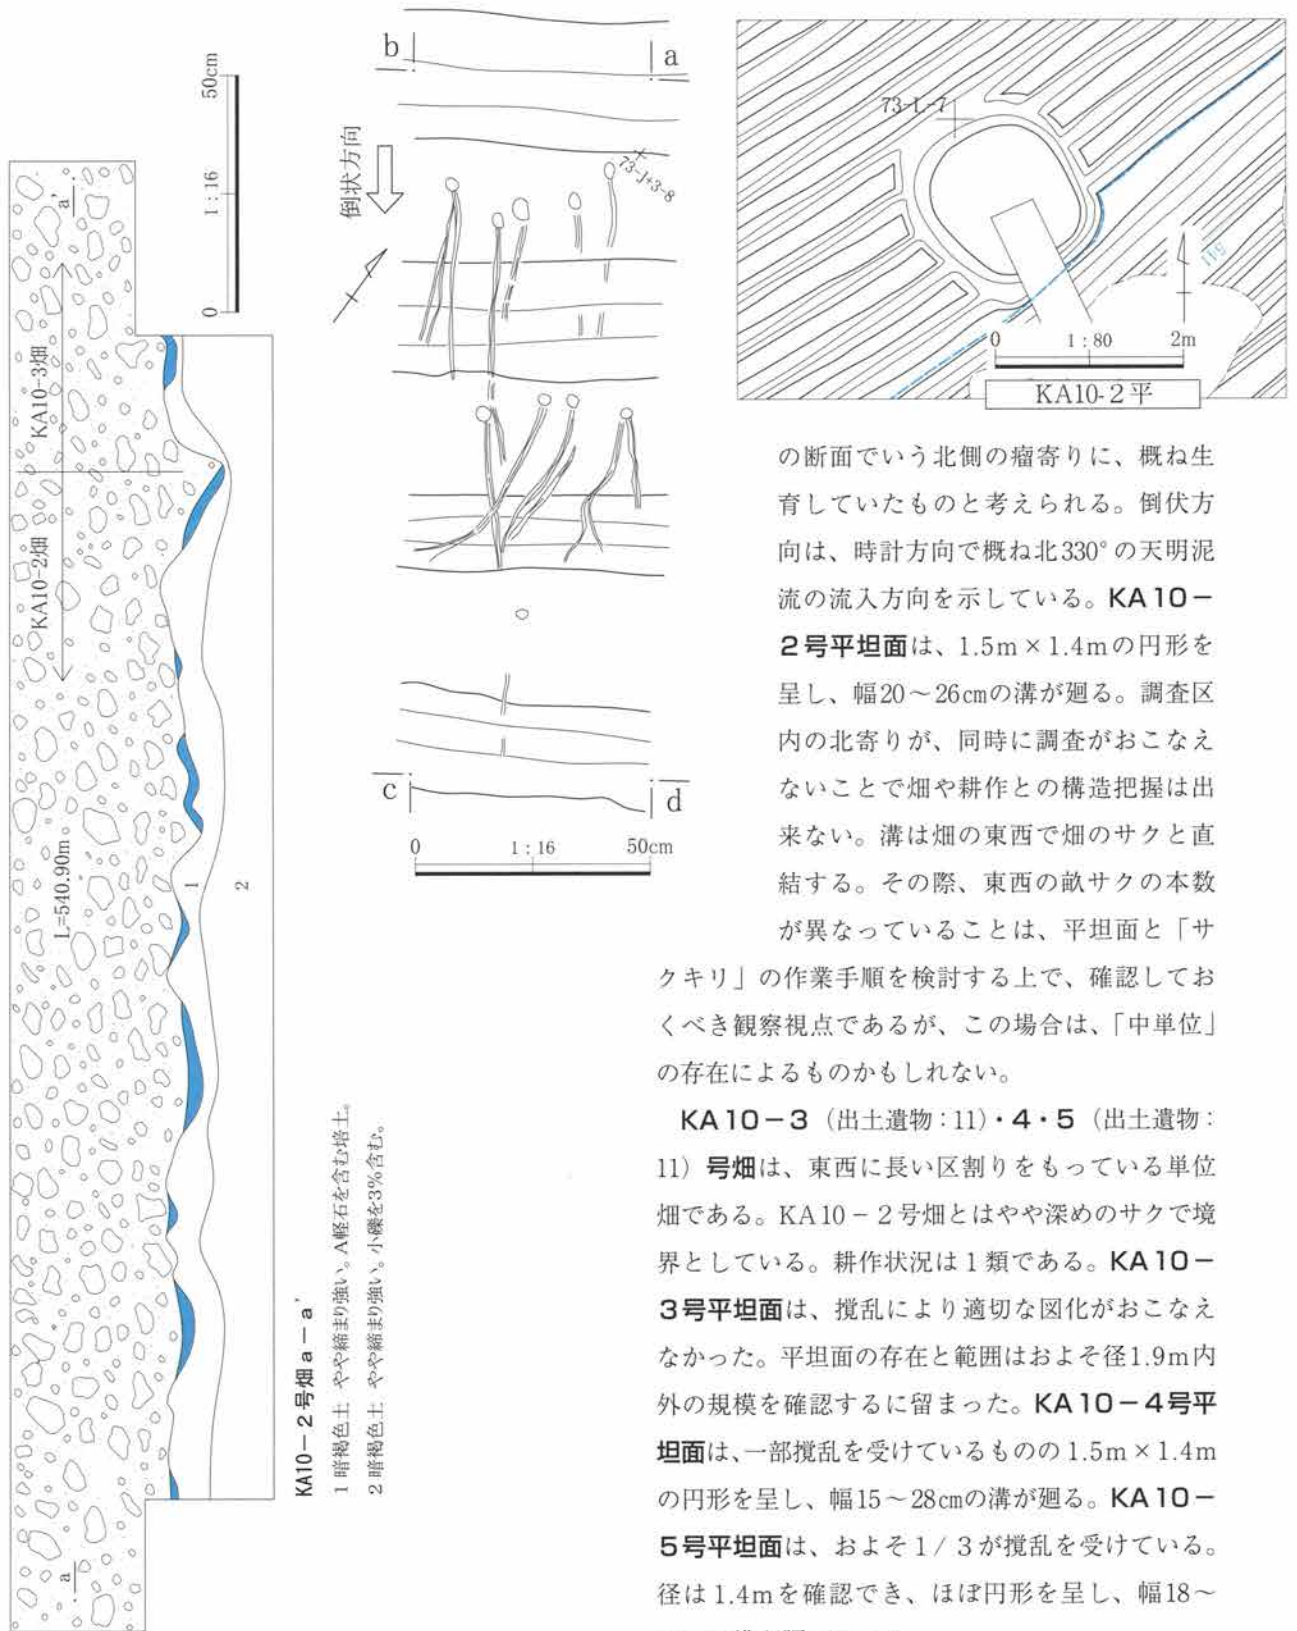 50cm
1：16
0
a'
KA10-3畑
KA10-2畑
L=540.90m
1
2
a
KA10－2号畑 a－a'
1 暗褐色土 やや締まり強い。A軽石を含む培土。
2 暗褐色土 やや締まり強い。小礫を3%含む。
b
a
倒状方向
73-J+3-8
c
d
0
1：16
50cm
73-L-7
0
1：80
2m
KA10-2平
の断面でいう北側の瘤寄りに、概ね生
育していたものと考えられる。倒伏方
向は、時計方向で概ね北330°の天明泥
流の流入方向を示している。KA10－
2号平坦面は、1.5m×1.4mの円形を
呈し、幅20～26㎝の溝が廻る。調査区
内の北寄りが、同時に調査がおこなえ
ないことで畑や耕作との構造把握は出
来ない。溝は畑の東西で畑のサクと直
結する。その際、東西の畝サクの本数
が異なっていることは、平坦面と「サ
クキリ」の作業手順を検討する上で、確認してお
くべき観察視点であるが、この場合は、「中単位」
の存在によるものかもしれない。
KA10－3（出土遺物：11）・4・5（出土遺物：
11）号畑は、東西に長い区割りをもっている単位
畑である。KA10－2号畑とはやや深めのサクで境
界としている。耕作状況は1類である。KA10－
3号平坦面は、撹乱により適切な図化がおこなえ
なかった。平坦面の存在と範囲はおよそ径1.9m内
外の規模を確認するに留まった。KA10－4号平
坦面は、一部撹乱を受けているものの1.5m×1.4m
の円形を呈し、幅15～28㎝の溝が廻る。KA10－
5号平坦面は、およそ1/3が撹乱を受けている。
径は1.4mを確認でき、ほぼ円形を呈し、幅18～